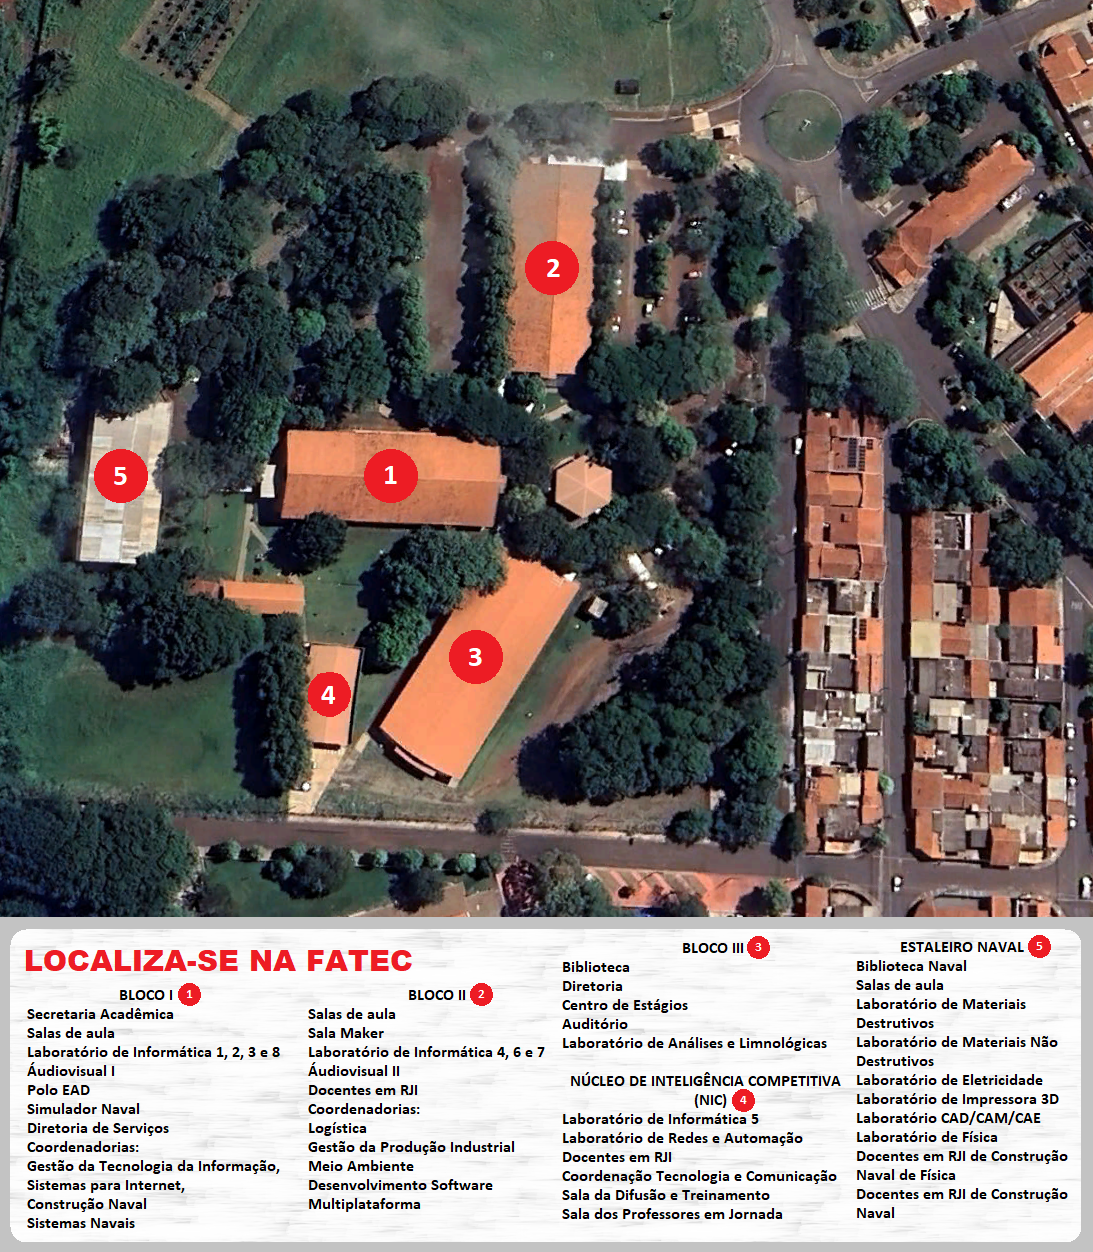 2
1
5
3
4
LOCALIZA-SE NA FATEC
BLOCO I 1
Secretaria Acadêmica
Salas de aula
Laboratório de Informática 1, 2, 3 e 8
Áudiovisual I
Polo EAD
Simulador Naval
Diretoria de Serviços
Coordenadorias:
Gestão da Tecnologia da Informação,
Sistemas para Internet,
Construção Naval
Sistemas Navais
BLOCO II 2
Salas de aula
Sala Maker
Laboratório de Informática 4, 6 e 7
Áudiovisual II
Docentes em RJI
Coordenadorias:
Logística
Gestão da Produção Industrial
Meio Ambiente
Desenvolvimento Software
Multiplataforma
BLOCO III 3
Biblioteca
Diretoria
Centro de Estágios
Auditório
Laboratório de Análises e Limnológicas
NÚCLEO DE INTELIGÊNCIA COMPETITIVA
(NIC) 4
Laboratório de Informática 5
Laboratório de Redes e Automação
Docentes em RJI
Coordenação Tecnologia e Comunicação
Sala da Difusão e Treinamento
Sala dos Professores em Jornada
ESTALEIRO NAVAL 5
Biblioteca Naval
Salas de aula
Laboratório de Materiais
Destrutivos
Laboratório de Materiais Não
Destrutivos
Laboratório de Eletricidade
Laboratório de Impressora 3D
Laboratório CAD/CAM/CAE
Laboratório de Física
Docentes em RJI de Construção
Naval de Física
Docentes em RJI de Construção
Naval